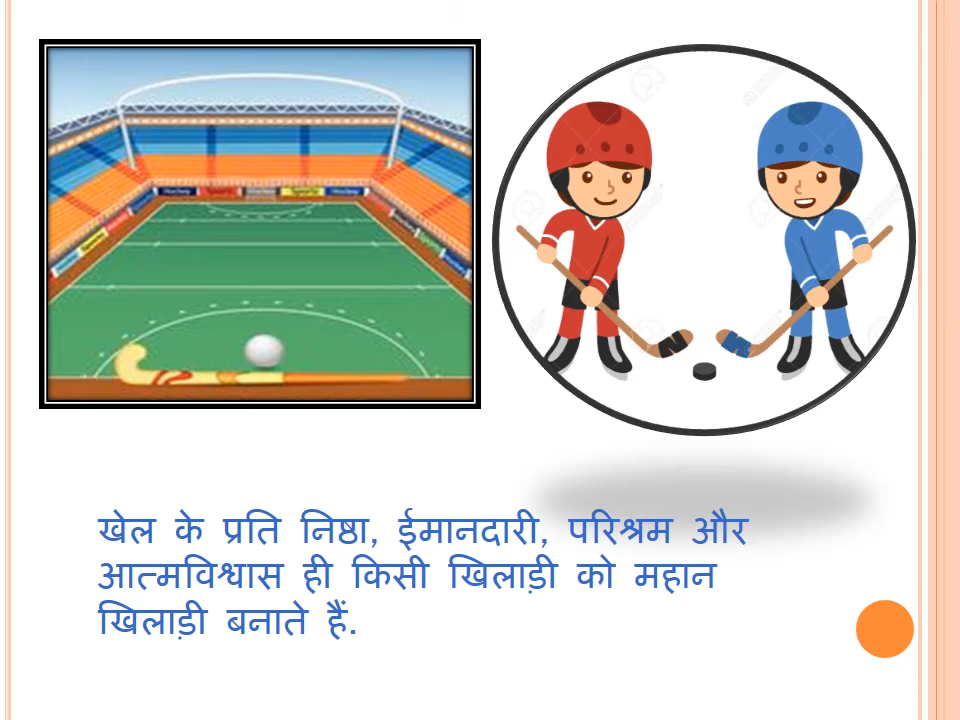 खेल के प्रति निष्ठा, ईमानदारी, परिश्रम और
आत्मविश्वास ही किसी खिलाड़ी को महान
खिलाड़ी बनाते हैं.